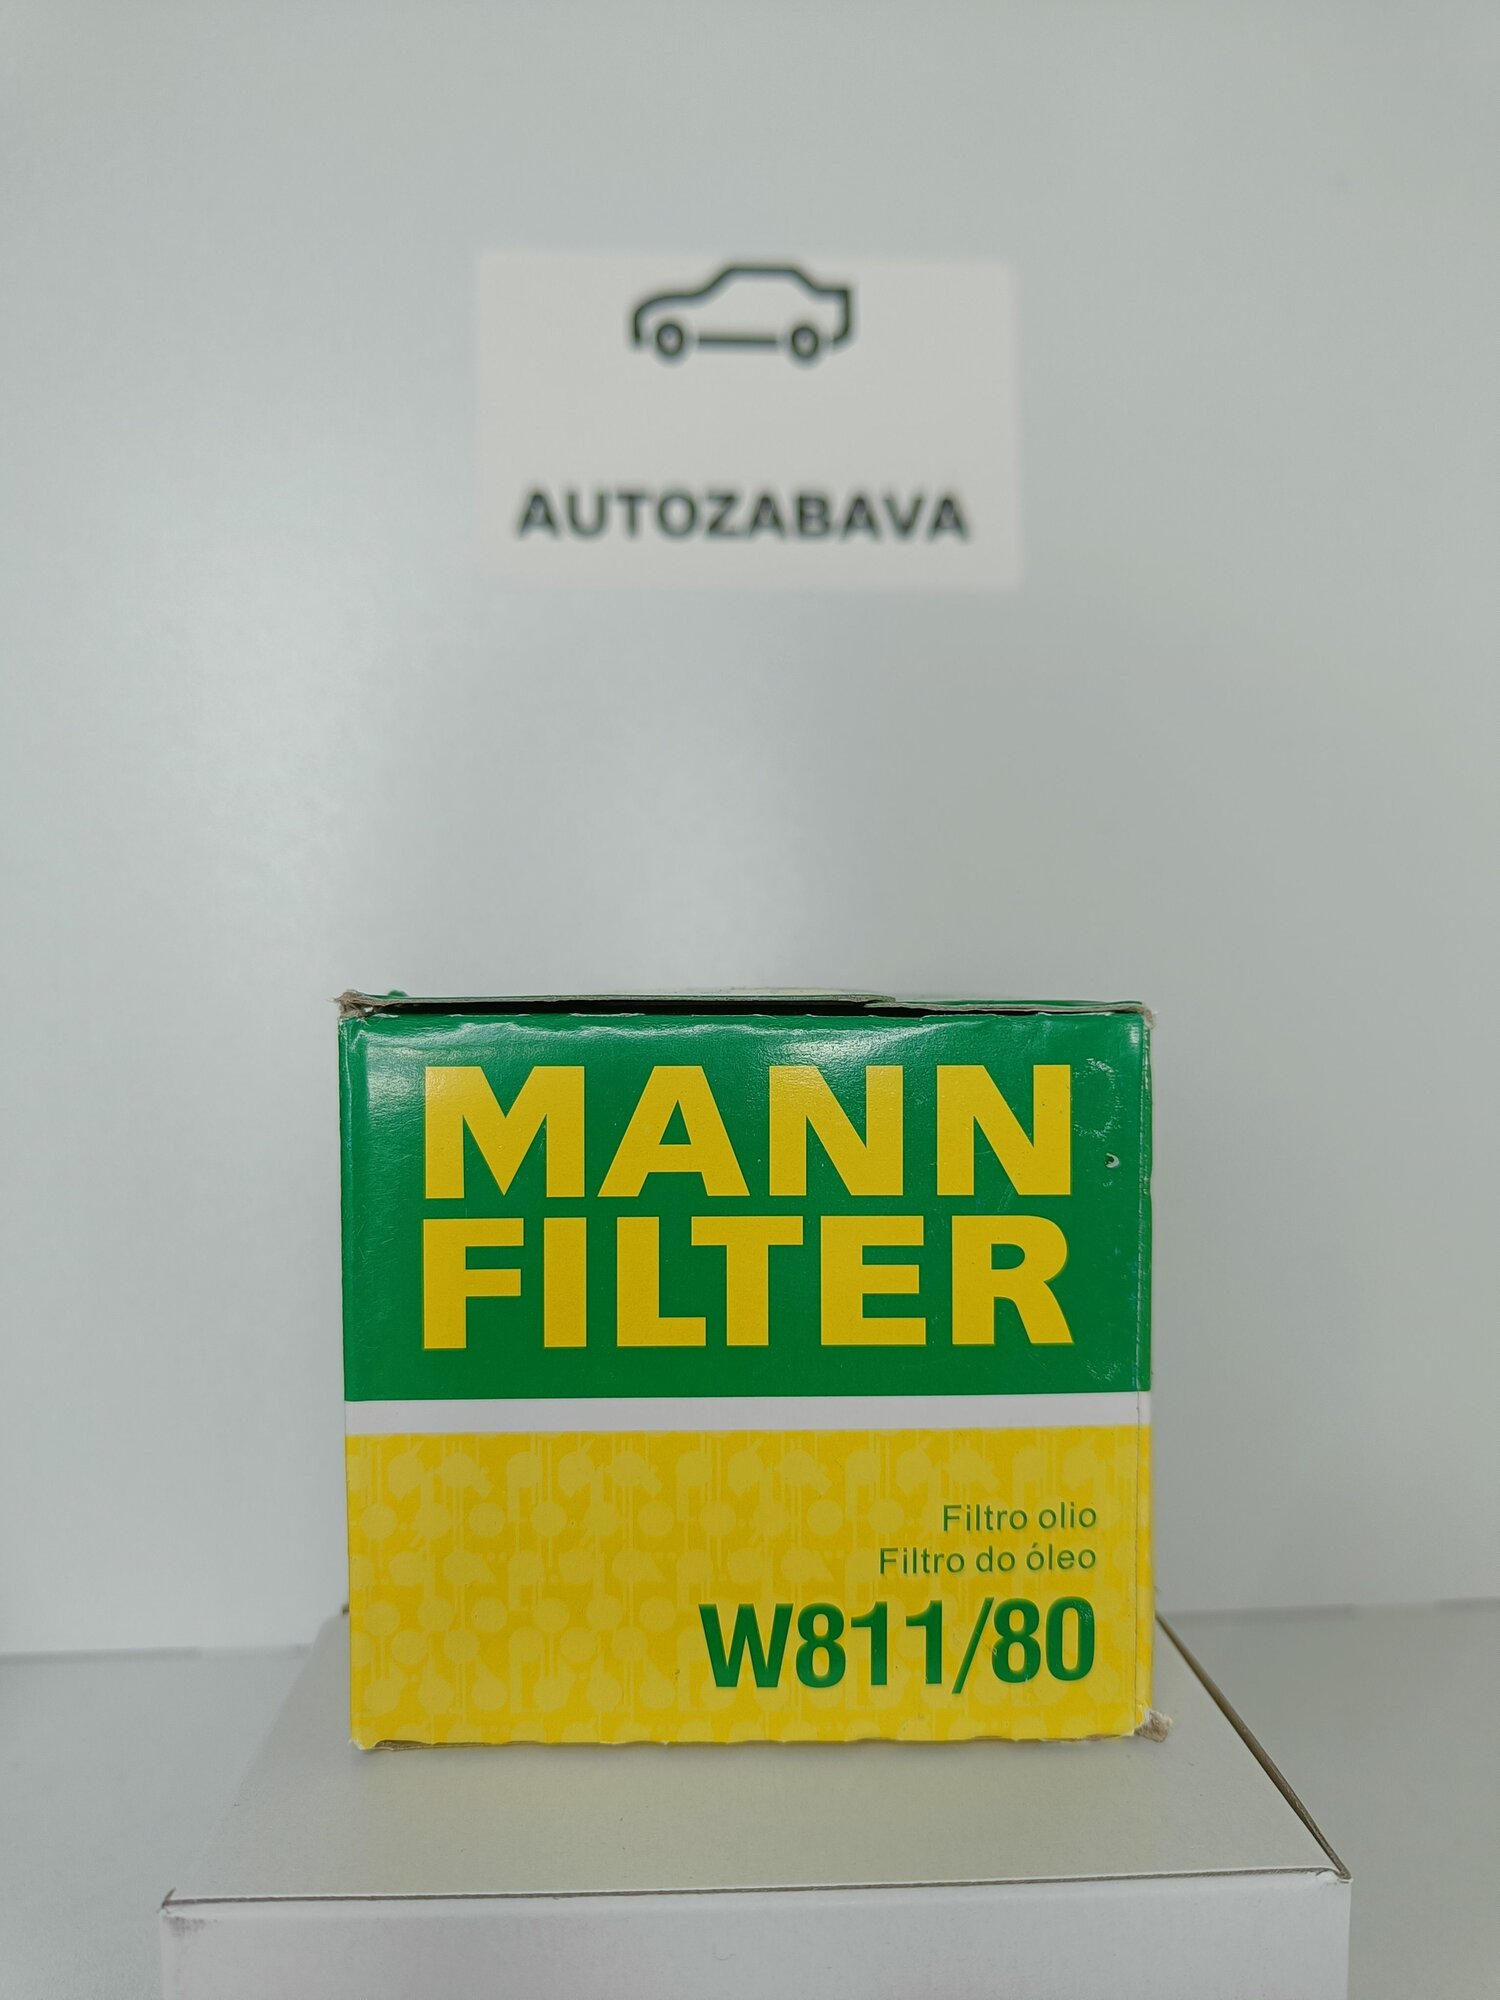 AUTOZABAVA
MANN
FILTER
Filtro olio
Filtro do óleo
W811/80